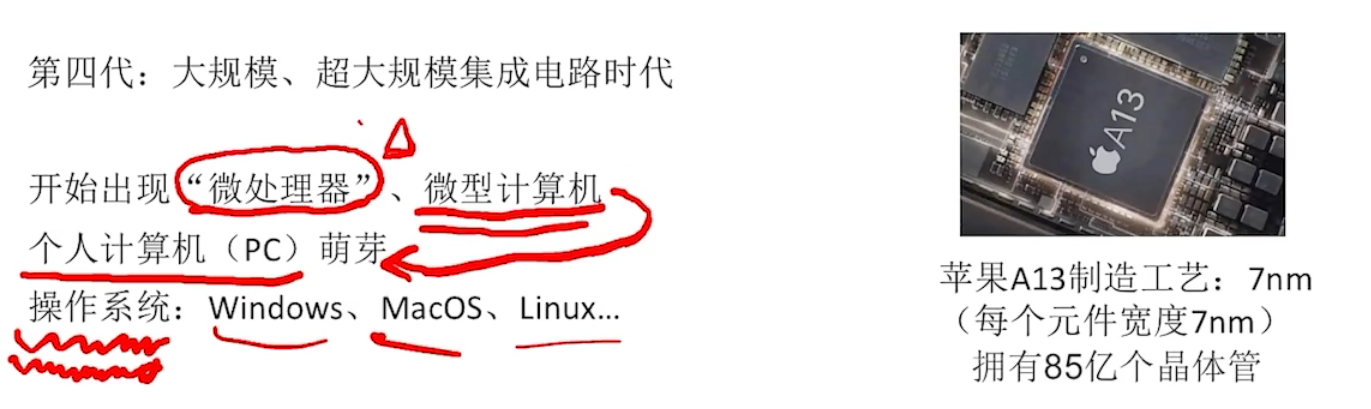 第四代：大规模、超大规模集成电路时代
开始出现“微处理器”、微型计算机
个人计算机（PC）萌芽
操作系统：Windows、MacOS、Linux…
A13
苹果A13制造工艺：7nm
（每个元件宽度7nm）
拥有85亿个晶体管